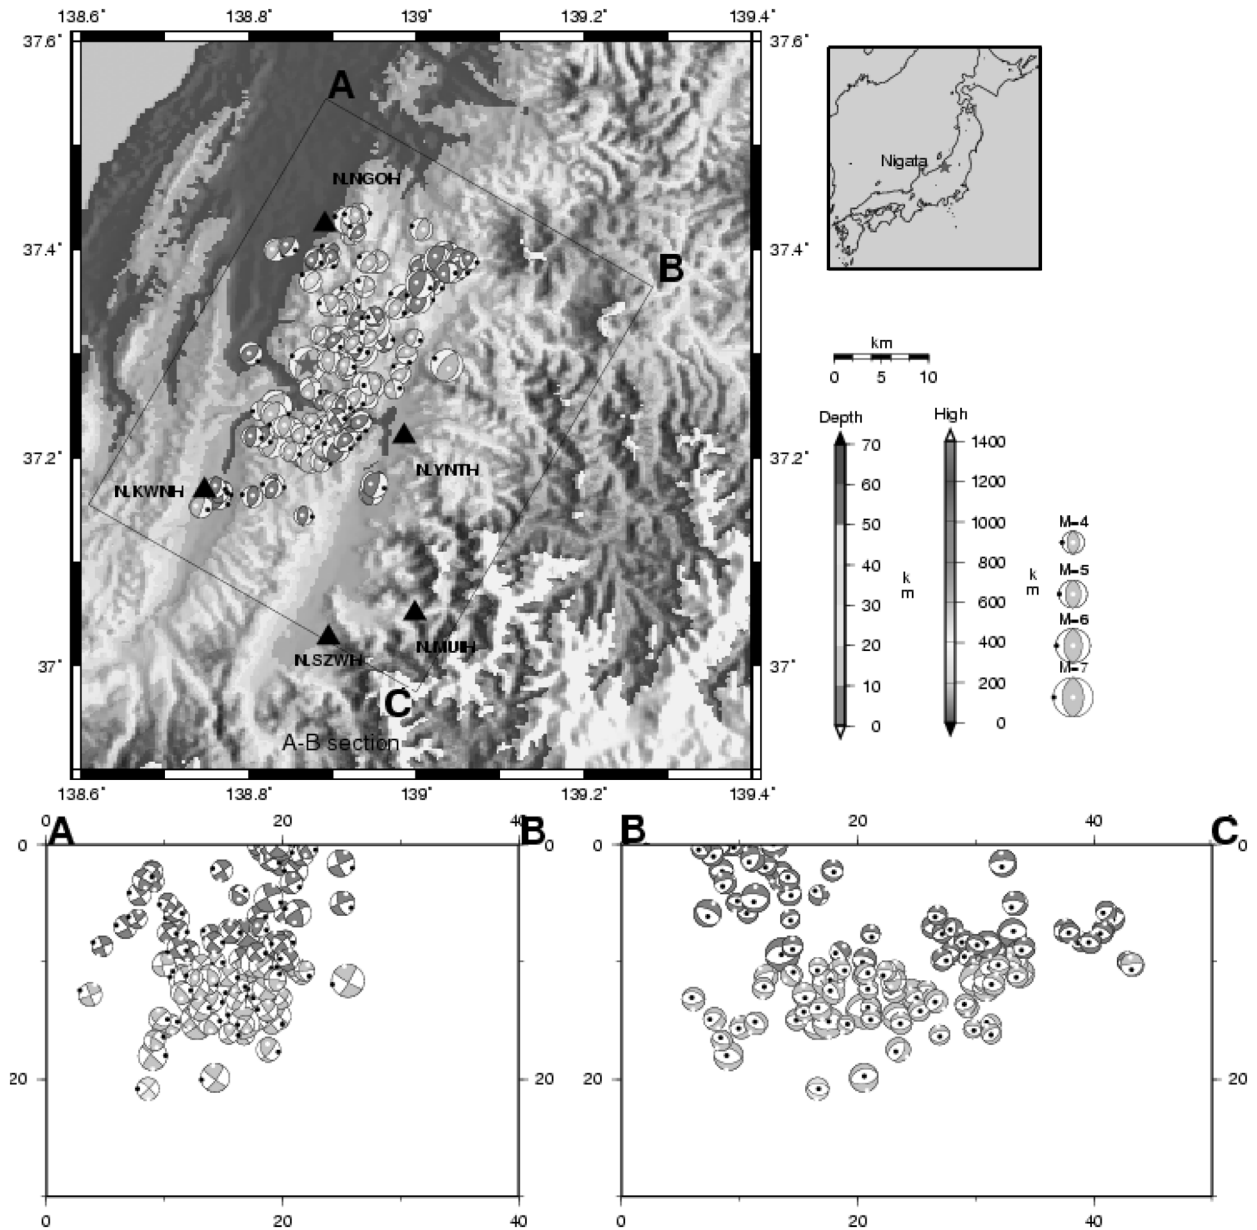 138.6° 138.8° 139° 139.2° 139.4°
37.6° 37.6°
A
N.NGOH
Nigata
37.4° 37.4°
B
km
0 5 10
Depth High
70 1400
60 1200
50 1000
40 800
30 600
20 400
10 200
0 0
k
m
k
m
M-4
M-5
M-6
M-7
37.2° 37.2°
N.YNTH
N.KWNH
37° 37°
N.SZWH
N.MUIH
C
A-B section
138.6° 138.8° 139° 139.2° 139.4°
0 20 40 0 20 40
A B B C
0 0 0 0
20 20 20 20
0 20 40 0 20 40